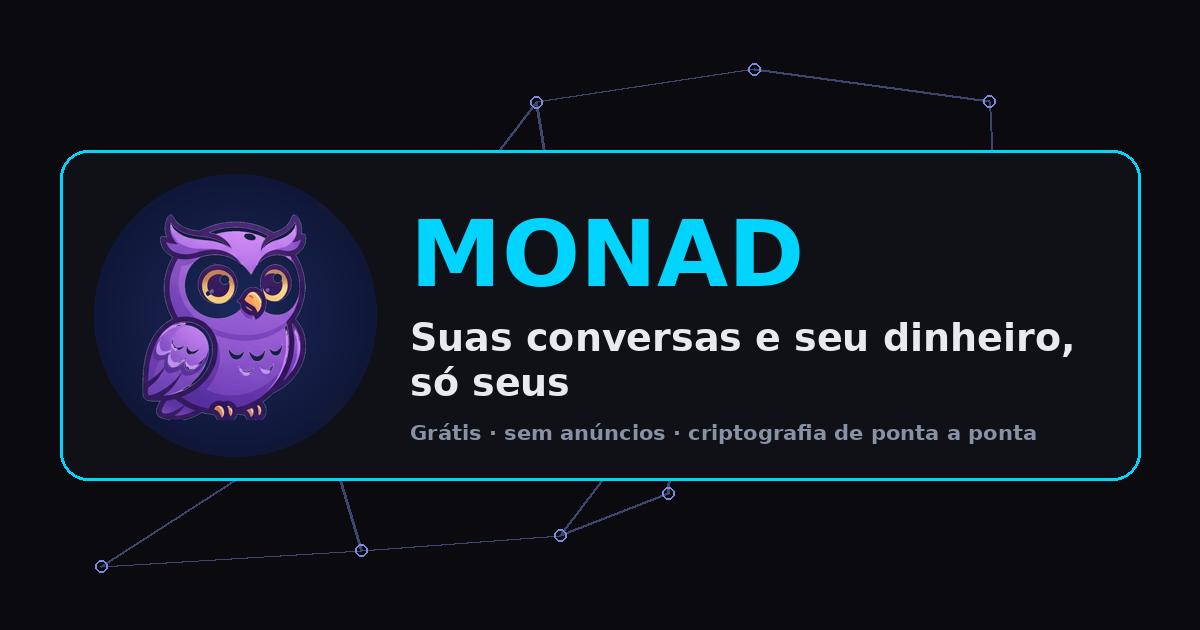 MONAD
Suas conversas e seu dinheiro,
só seus
Grátis · sem anúncios · criptografia de ponta a ponta